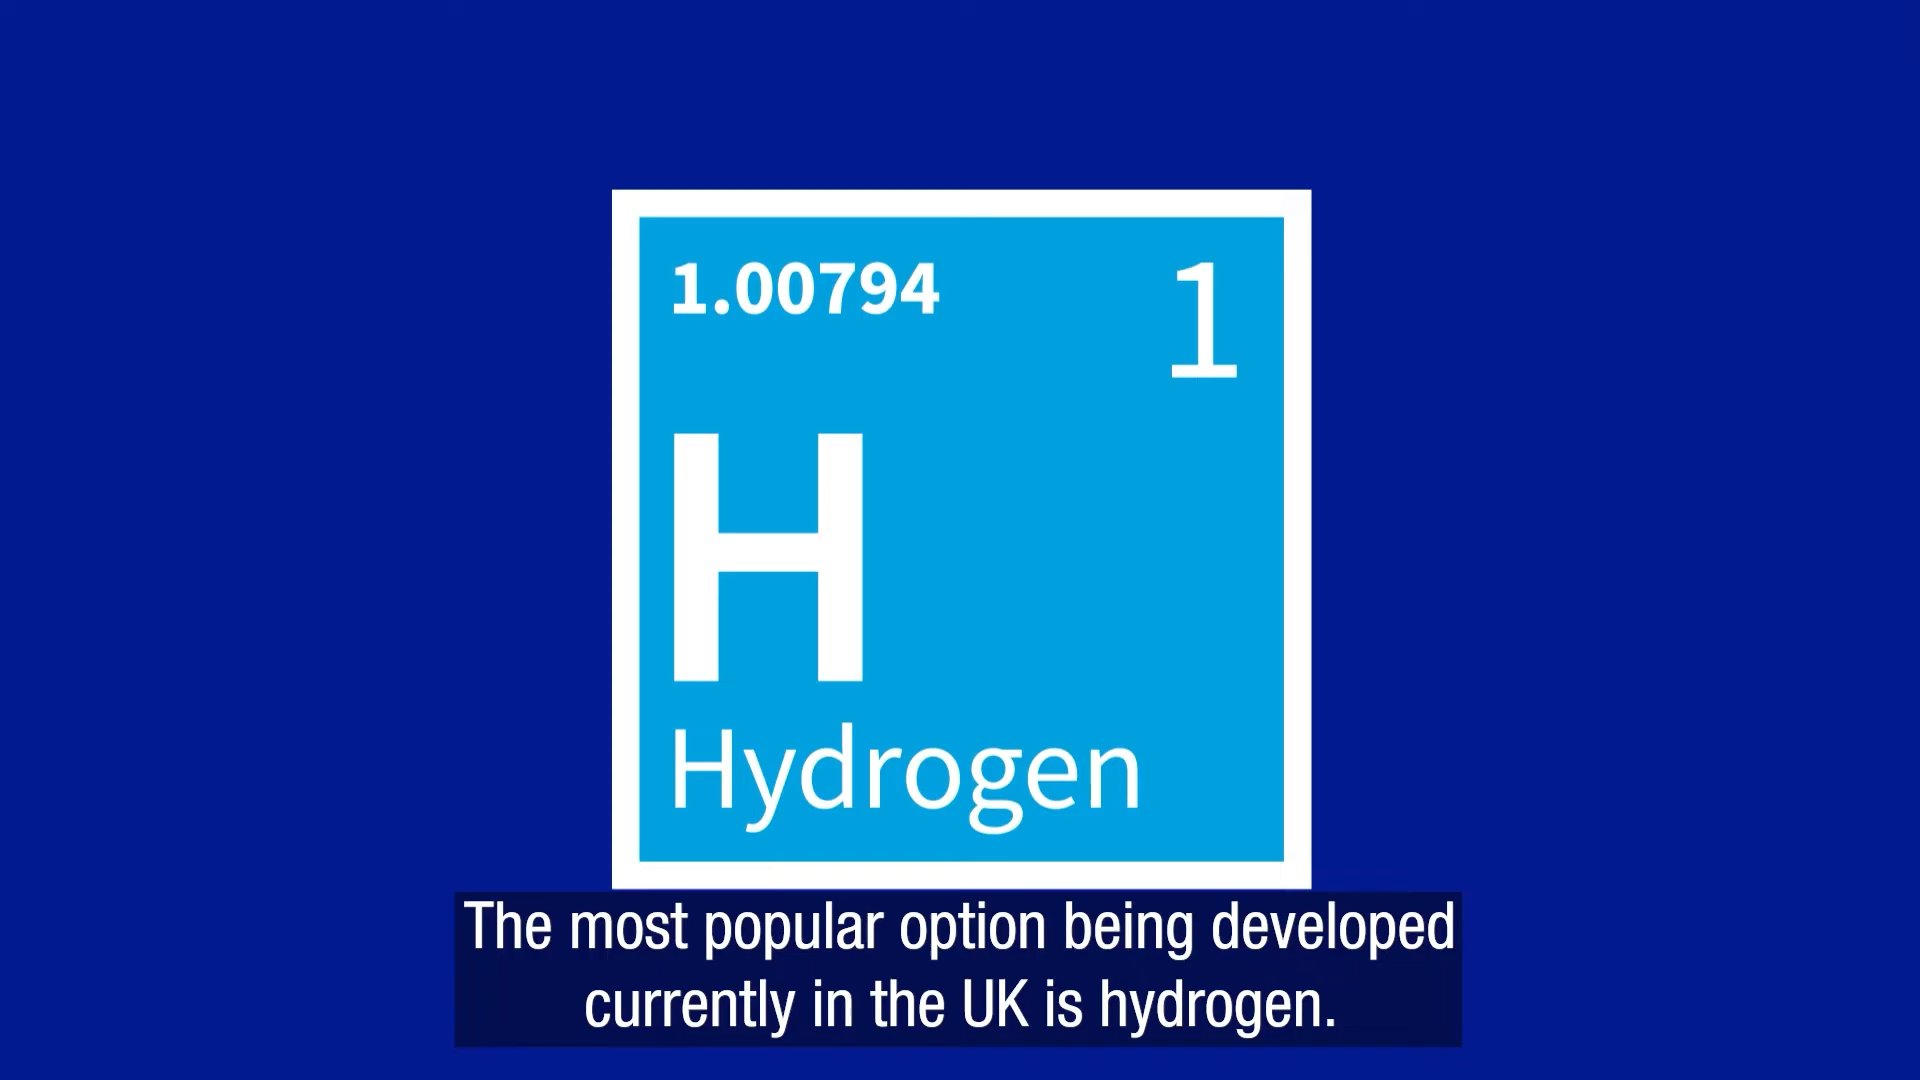 1.00794 1
H
Hydrogen
The most popular option being developed
currently in the UK is hydrogen.